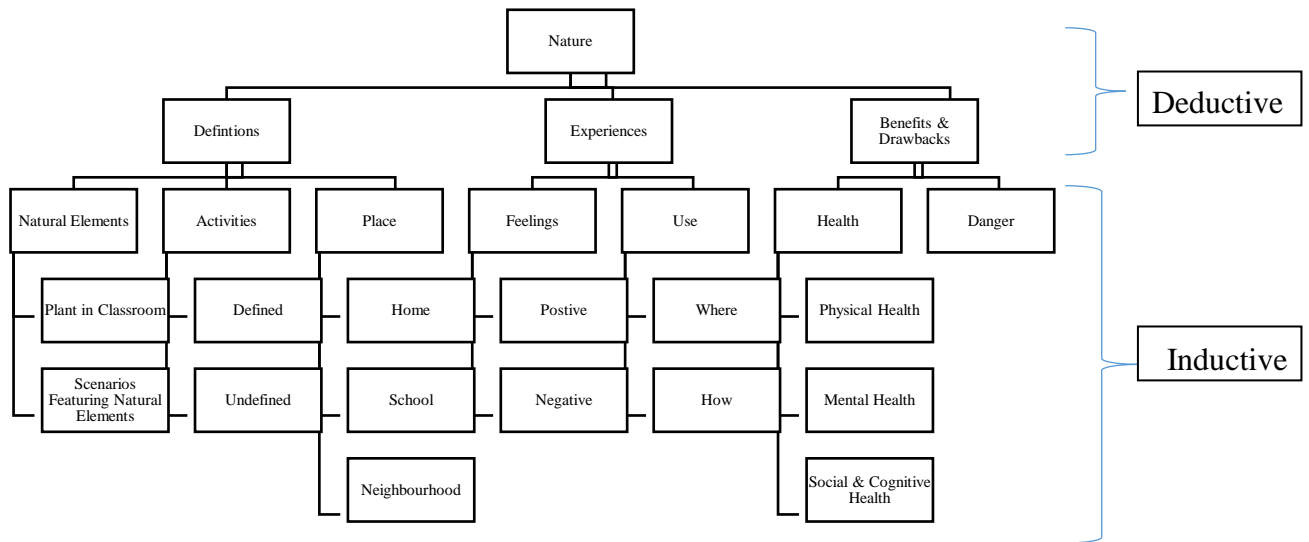 Nature
Deductive
Defintions
Experiences
Benefits &
Drawbacks
Natural Elements
Activities
Place
Feelings
Use
Health
Danger
Plant in Classroom
Defined
Home
Postive
Where
Physical Health
Inductive
Scenarios
Featuring Natural
Elements
Undefined
School
Negative
How
Mental Health
Neighbourhood
Social & Cognitive
Health